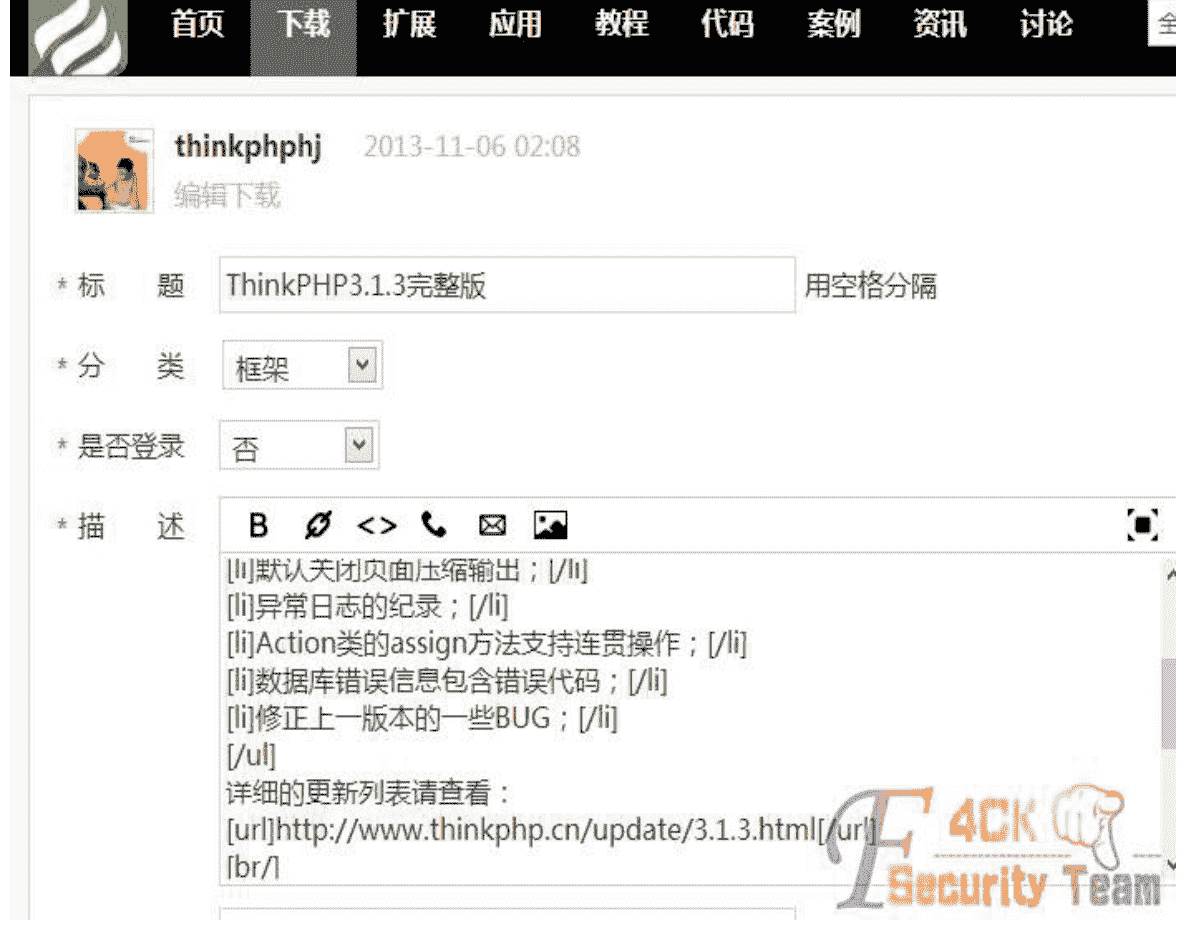 首页 下载 扩展 应用 教程 代码 案例 资讯 讨论 全
thinkphphj 2013-11-06 02:08
编辑下载
* 标 题 ThinkPHP3.1.3完整版 用空格分隔
* 分 类 框架
* 是否登录 否
* 描 述 B <>
[li]默认关闭页面压缩输出；[/li]
[li]异常日志的纪录；[/li]
[li]Action类的assign方法支持连贯操作；[/li]
[li]数据库错误信息包含错误代码；[/li]
[li]修正上一版本的一些BUG；[/li]
[/ul]
详细的更新列表请查看：
[url]http://www.thinkphp.cn/update/3.1.3.html[/url]
[br/]
F 4CK
Security Team